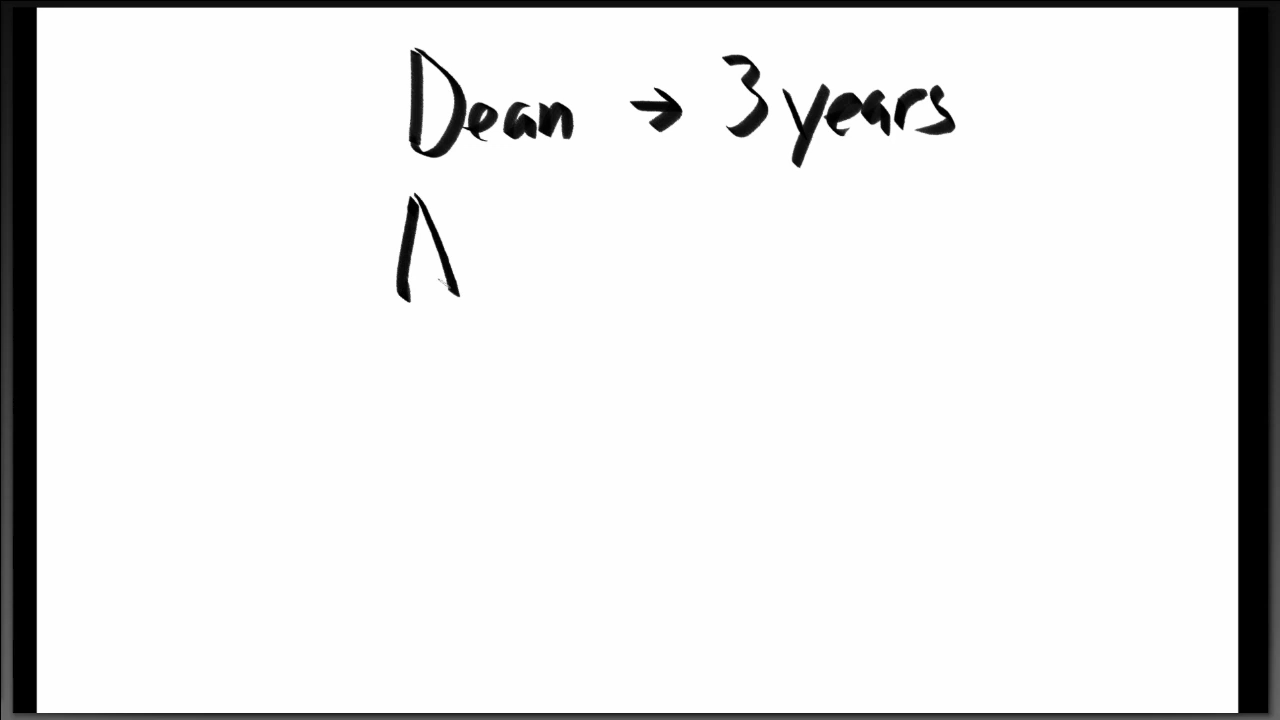 Dean → 3 years